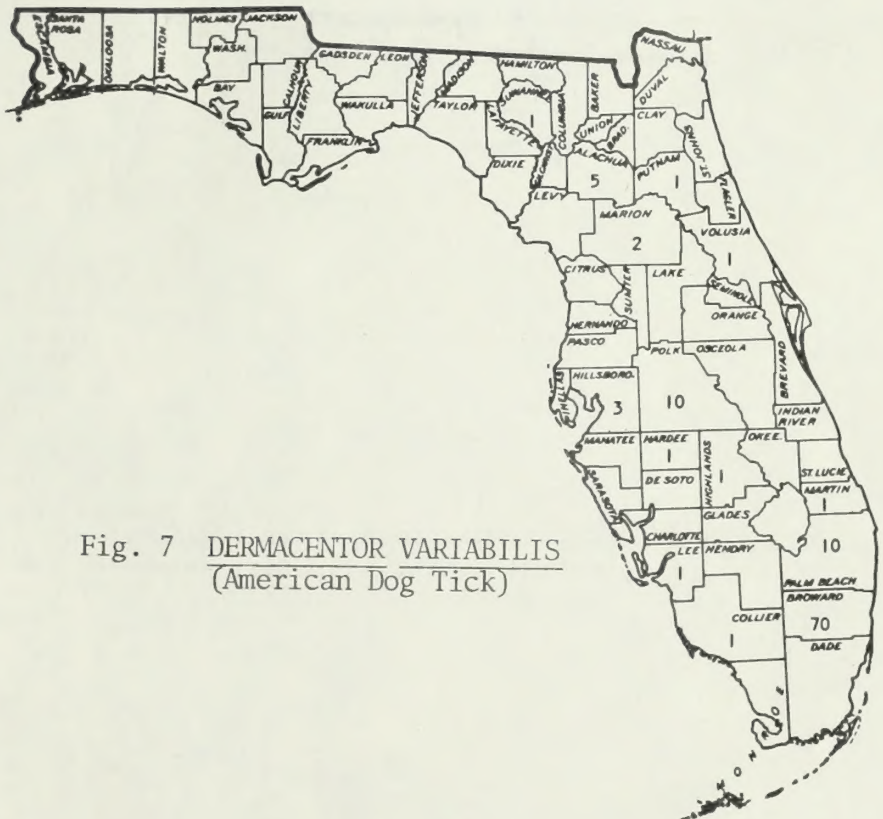 ESCAMBIA
SANTA
ROSA
OKALOOSA
WALTON
HOLMES
JACKSON
WASH.
BAY
CALHOUN
GULF
LIBERTY
GADSDEN
LEON
WAKULLA
FRANKLIN
JEFFERSON
MADISON
TAYLOR
HAMILTON
SUWANNEE
1
LAFAYETTE
DIXIE
COLUMBIA
BAKER
NASSAU
DUVAL
UNION
BRAD.
CLAY
ST. JOHNS
GILCHRIST
ALACHUA
5
PUTNAM
1
FLAGLER
LEVY
MARION
2
VOLUSIA
1
CITRUS
SUMTER
LAKE
SEMINOLE
ORANGE
HERNANDO
PASCO
POLK
10
OSCEOLA
BREVARD
PINELLAS
HILLSBORO.
3
INDIAN
RIVER
MANATEE
HARDEE
1
HIGHLANDS
1
OKEE.
ST. LUCIE
SARASOTA
DE SOTO
MARTIN
1
GLADES
CHARLOTTE
LEE
1
HENDRY
10
PALM BEACH
BROWARD
70
COLLIER
1
DADE
MONROE
Fig. 7 DERMACENTOR VARIABILIS
(American Dog Tick)